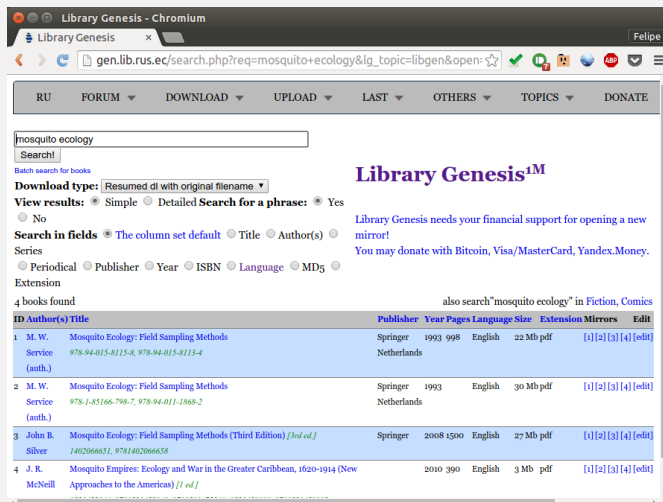 Library Genesis - Chromium
Library Genesis × Felipe
gen.lib.rus.ec/search.php?req=mosquito+ecology&lg_topic=libgen&open=
ABP
RU FORUM DOWNLOAD UPLOAD LAST OTHERS TOPICS DONATE
mosquito ecology
Search!
Batch search for books
Download type: Resumed dl with original filename
View results: Simple Detailed Search for a phrase: Yes
No
Search in fields The column set default Title Author(s)
Series
Periodical Publisher Year ISBN Language MD5
Extension
Library Genesis1M
Library Genesis needs your financial support for opening a new
mirror!
You may donate with Bitcoin, Visa/MasterCard, Yandex.Money.
4 books found also search"mosquito ecology" in Fiction, Comics
ID Author(s) Title Publisher Year Pages Language Size Extension Mirrors Edit
1 M. W. Mosquito Ecology: Field Sampling Methods Springer 1993 998 English 22 Mb pdf [1] [2] [3] [4] [edit]
Service 978-94-015-8115-8, 978-94-015-8113-4 Netherlands
(auth.)
2 M. W. Mosquito Ecology: Field Sampling Methods Springer 1993 English 30 Mb pdf [1] [2] [3] [4] [edit]
Service 978-1-85166-798-7, 978-94-011-1868-2 Netherlands
(auth.)
3 John B. Mosquito Ecology: Field Sampling Methods (Third Edition) [3rd ed.] Springer 2008 1500 English 27 Mb pdf [1] [2] [3] [4] [edit]
Silver 1402066651, 9781402066658
4 J. R. Mosquito Empires: Ecology and War in the Greater Caribbean, 1620-1914 (New 2010 390 English 3 Mb pdf [1] [2] [3] [4] [edit]
McNeill Approaches to the Americas) [1 ed.]